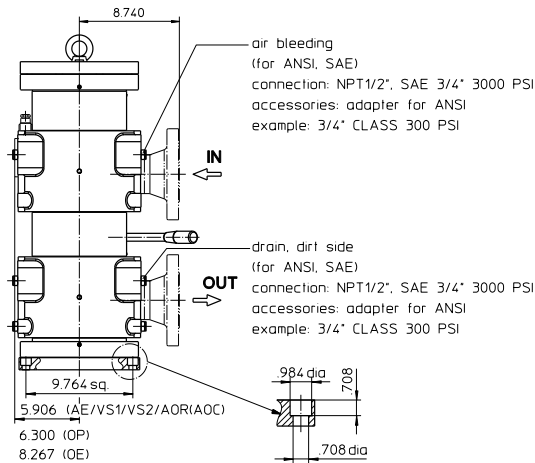 8.740
air bleeding
(for ANSI, SAE)
connection: NPT1/2", SAE 3/4" 3000 PSI
accessories: adapter for ANSI
example: 3/4" CLASS 300 PSI
IN
drain, dirt side
(for ANSI, SAE)
connection: NPT1/2", SAE 3/4" 3000 PSI
accessories: adapter for ANSI
example: 3/4" CLASS 300 PSI
OUT
9.764 sq.
5.906 (AE/VS1/VS2/AOR(AOC)
6.300 (OP)
8.267 (OE)
.984 dia
.708
.708 dia